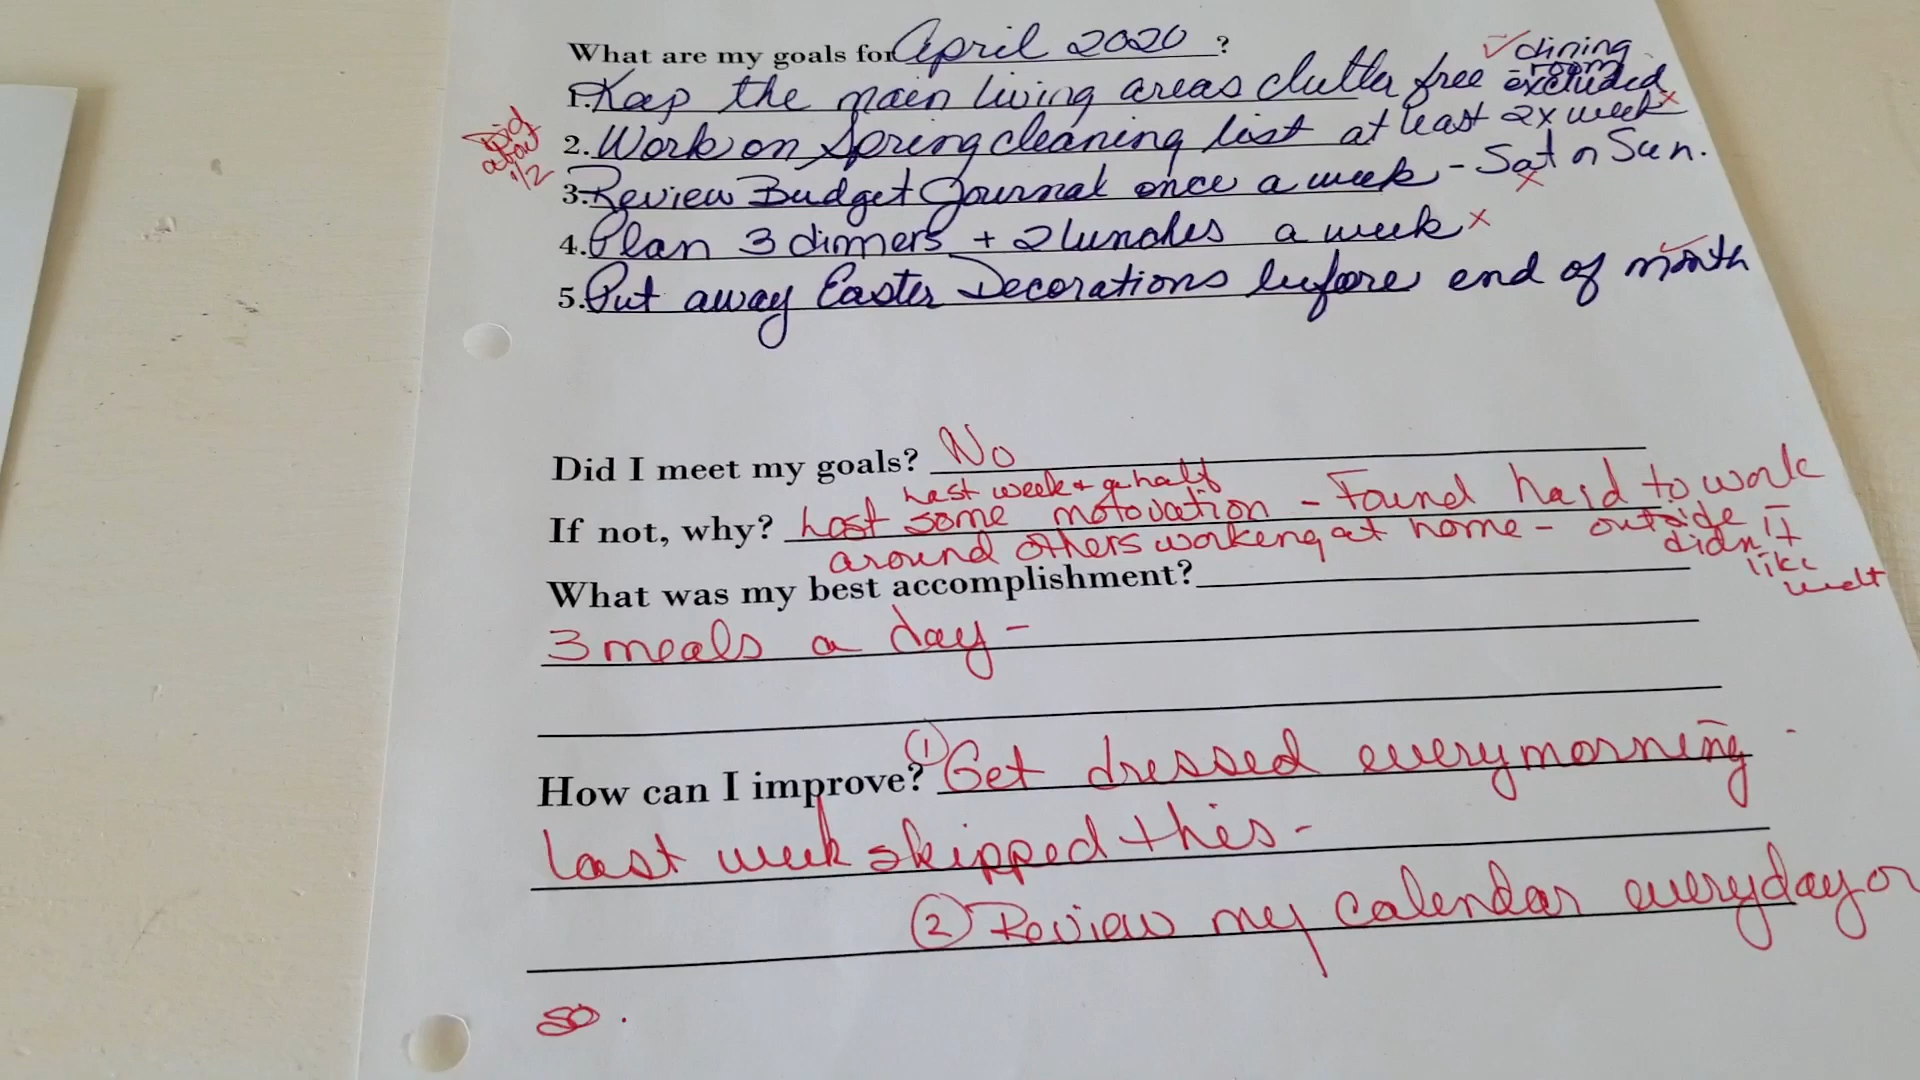 What are my goals for April 2020 ?
✓ dining room
1. Keep the main living areas clutter free excluded
Did about 1/2
2. Work on Spring cleaning list at least 2x week x
3. Review Budget Journal once a week - Sat or Sun. x
4. Plan 3 dinners + 2 lunches a week x
5. Put away Easter Decorations before end of month ✓
Did I meet my goals? No
Last week + a half
If not, why? Lost some motovation - Found hard to work
around others working at home - outside
didn't
like
What was my best accomplishment?
3 meals a day -
How can I improve? ① Get dressed every morning
last week skipped this -
② Review my calendar everyday or
so.